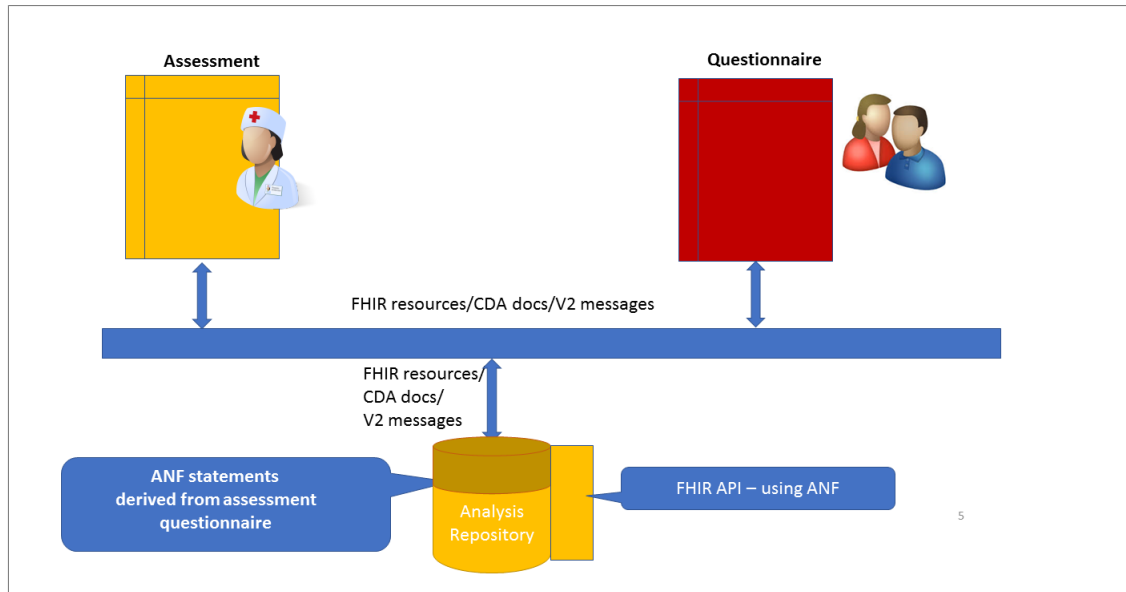 Assessment
Questionnaire
FHIR resources/CDA docs/V2 messages
FHIR resources/
CDA docs/
V2 messages
ANF statements
derived from assessment
questionnaire
Analysis
Repository
FHIR API – using ANF
5